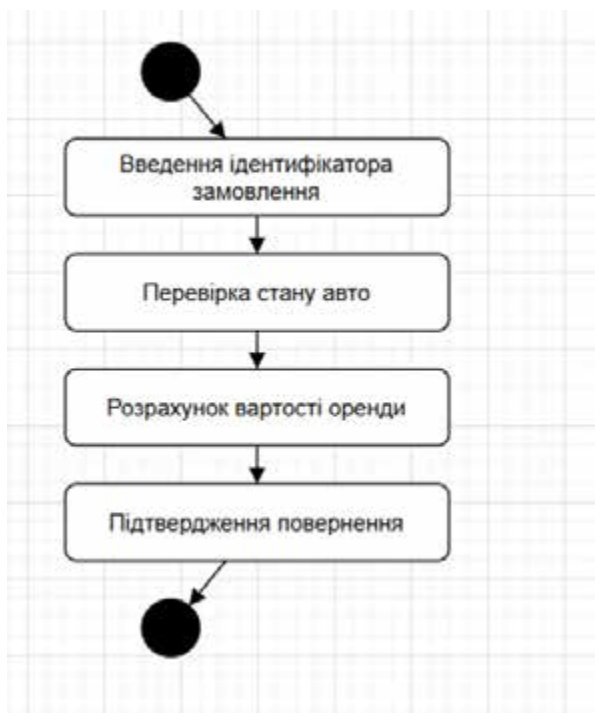 Введення ідентифікатора
замовлення
Перевірка стану авто
Розрахунок вартості оренди
Підтвердження повернення